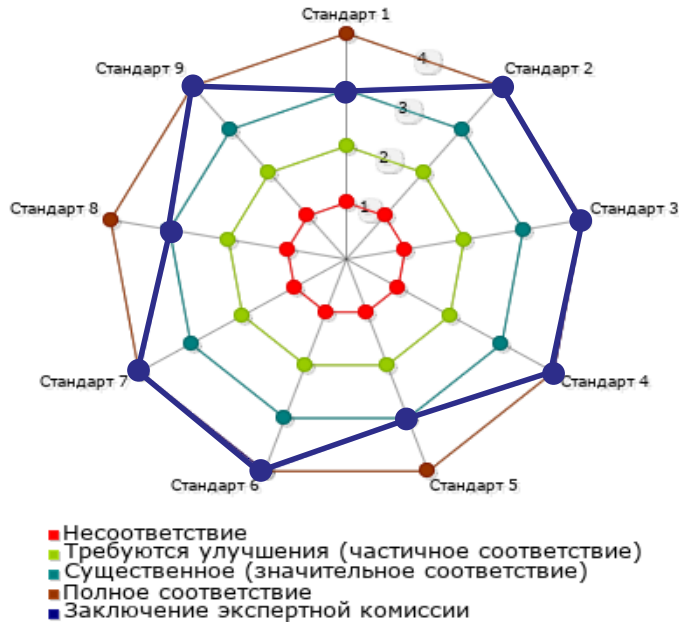 Стандарт 1
4
Стандарт 9
Стандарт 2
3
2
1
Стандарт 8
Стандарт 3
Стандарт 7
Стандарт 4
Стандарт 6
Стандарт 5
Несоответствие
Требуются улучшения (частичное соответствие)
Существенное (значительное соответствие)
Полное соответствие
Заключение экспертной комиссии